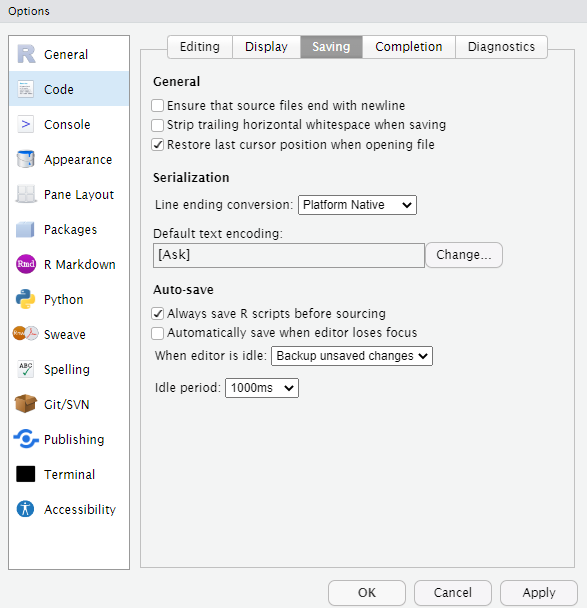 Options
General
Code
Console
Appearance
Pane Layout
Packages
Rmd R Markdown
Python
Sweave
ABC Spelling
Git/SVN
Publishing
Terminal
Accessibility
Editing Display Saving Completion Diagnostics
General
Ensure that source files end with newline
Strip trailing horizontal whitespace when saving
Restore last cursor position when opening file
Serialization
Line ending conversion: Platform Native
Default text encoding:
[Ask] Change...
Auto-save
Always save R scripts before sourcing
Automatically save when editor loses focus
When editor is idle: Backup unsaved changes
Idle period: 1000ms
OK Cancel Apply